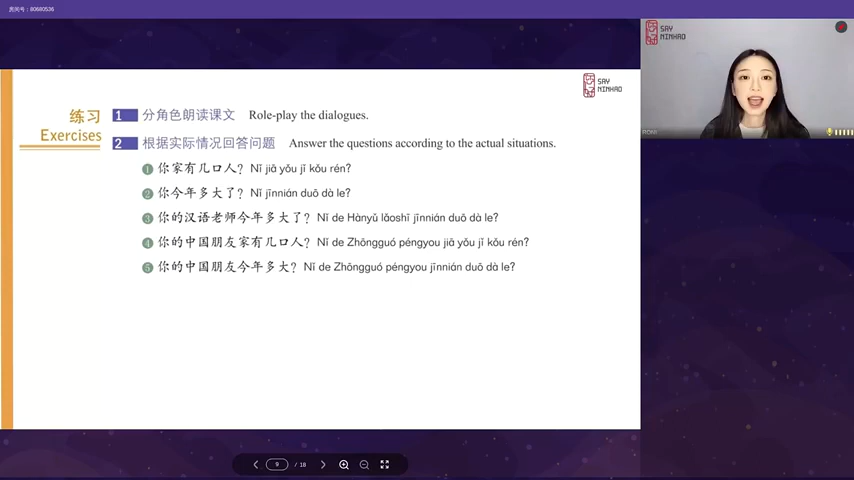 房间号：80680536
SAY
NINHAO
SAY
NINHAO
练习
Exercises
1 分角色朗读课文 Role-play the dialogues.
2 根据实际情况回答问题 Answer the questions according to the actual situations.
1 你家有几口人？ Nǐ jiā yǒu jǐ kǒu rén?
2 你今年多大了？ Nǐ jīnnián duō dà le?
3 你的汉语老师今年多大了？ Nǐ de Hànyǔ lǎoshī jīnnián duō dà le?
4 你的中国朋友家有几口人？ Nǐ de Zhōngguó péngyou jiā yǒu jǐ kǒu rén?
5 你的中国朋友今年多大？ Nǐ de Zhōngguó péngyou jīnnián duō dà le?
9 / 18